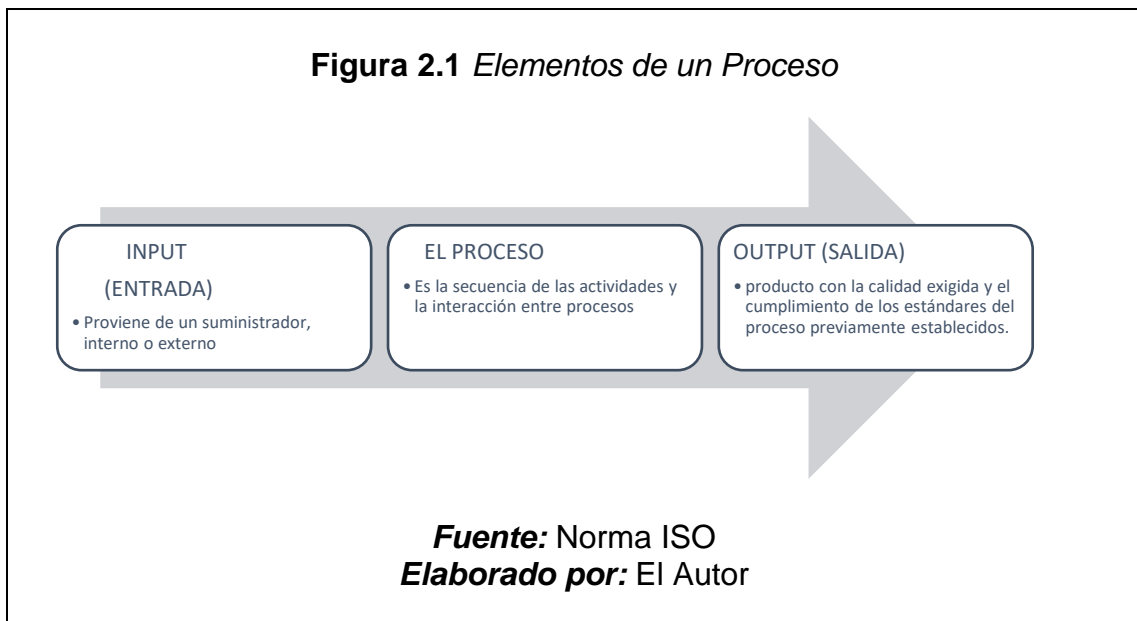 Figura 2.1 Elementos de un Proceso
INPUT
(ENTRADA)
• Proviene de un suministrador,
interno o externo
EL PROCESO
• Es la secuencia de las actividades y
la interacción entre procesos
OUTPUT (SALIDA)
• producto con la calidad exigida y el
cumplimiento de los estándares del
proceso previamente establecidos.
Fuente: Norma ISO
Elaborado por: El Autor